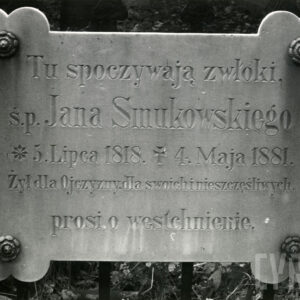 Tu spoczywają zwłoki,
ś.p. Jana Smukowskiego
✲ 5. Lipca 1818. ✝ 4. Maja 1881.
Żył dla Ojczyzny, dla swoich i nieszczęśliwych,
prosi o westchnienie.